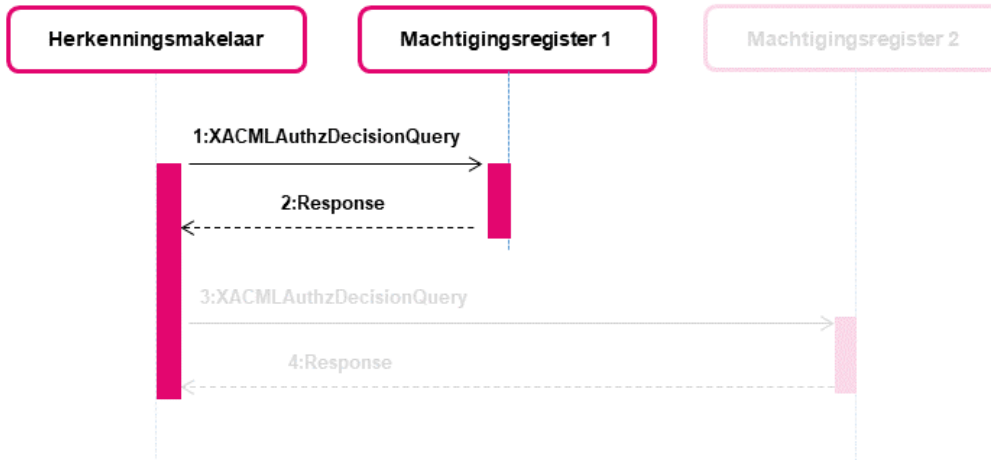 Herkenningsmakelaar
Machtigingsregister 1
Machtigingsregister 2
1:XACMLAuthzDecisionQuery
2:Response
3:XACMLAuthzDecisionQuery
4:Response